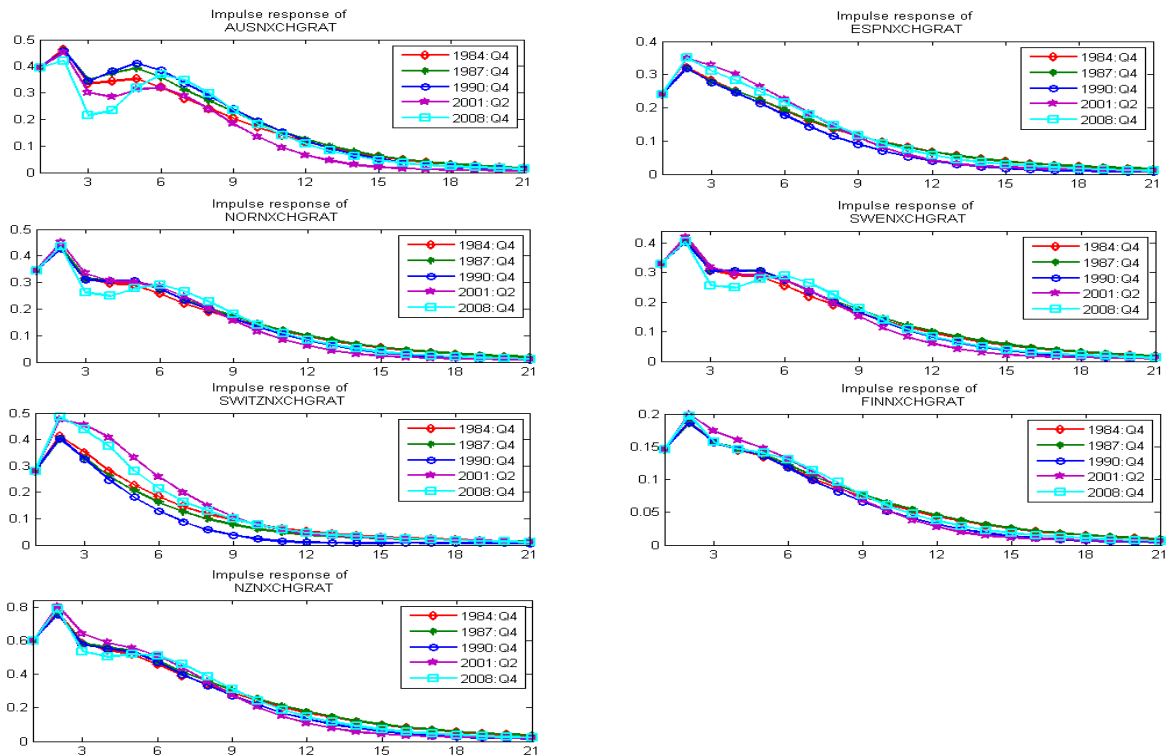 Impulse response of
AUSNXCHGRAT
0.5
0.4
0.3
0.2
0.1
0
3 6 9 12 15 18 21
1984:Q4
1987:Q4
1990:Q4
2001:Q2
2008:Q4
Impulse response of
ESPNXCHGRAT
0.4
0.3
0.2
0.1
0
3 6 9 12 15 18 21
1984:Q4
1987:Q4
1990:Q4
2001:Q2
2008:Q4
Impulse response of
NORNXCHGRAT
0.5
0.4
0.3
0.2
0.1
0
3 6 9 12 15 18 21
1984:Q4
1987:Q4
1990:Q4
2001:Q2
2008:Q4
Impulse response of
SWENXCHGRAT
0.4
0.3
0.2
0.1
0
3 6 9 12 15 18 21
1984:Q4
1987:Q4
1990:Q4
2001:Q2
2008:Q4
Impulse response of
SWITZNXCHGRAT
0.5
0.4
0.3
0.2
0.1
0
3 6 9 12 15 18 21
1984:Q4
1987:Q4
1990:Q4
2001:Q2
2008:Q4
Impulse response of
FINNXCHGRAT
0.2
0.15
0.1
0.05
0
3 6 9 12 15 18 21
1984:Q4
1987:Q4
1990:Q4
2001:Q2
2008:Q4
Impulse response of
NZNXCHGRAT
0.8
0.6
0.4
0.2
0
3 6 9 12 15 18 21
1984:Q4
1987:Q4
1990:Q4
2001:Q2
2008:Q4